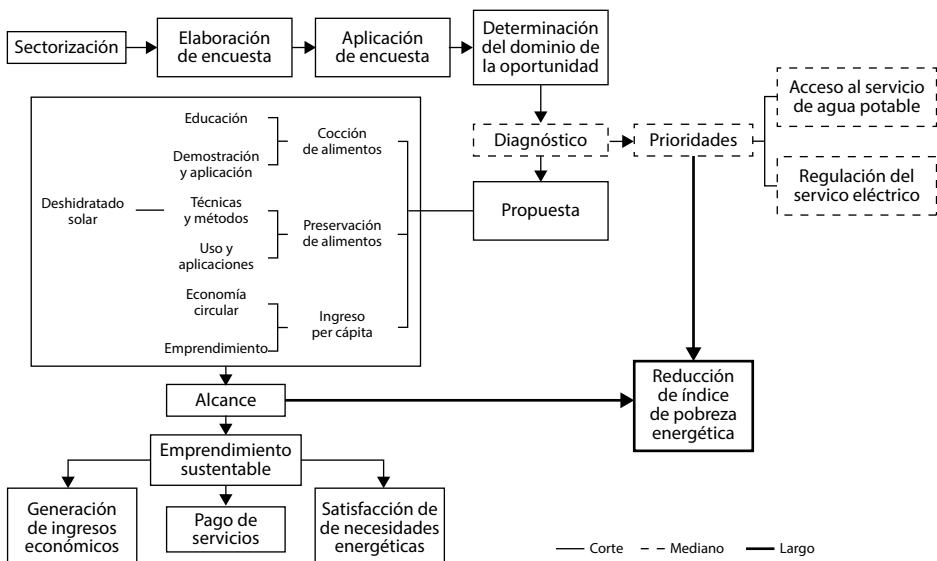 Sectorización
Elaboración
de encuesta
Aplicación
de encuesta
Determinación
del dominio de
la oportunidad
Acceso al servicio
de agua potable
Diagnóstico
Prioridades
Regulación del
servico eléctrico
Propuesta
Educación
Demostración
y aplicación
Cocción
de alimentos
Deshidratado
solar
Técnicas
y métodos
Uso y
aplicaciones
Preservación
de alimentos
Economía
circular
Emprendimiento
Ingreso
per cápita
Alcance
Reducción
de índice
de pobreza
energética
Emprendimiento
sustentable
Generación
de ingresos
económicos
Pago de
servicios
Satisfacción de
de necesidades
energéticas
Corte
Mediano
Largo